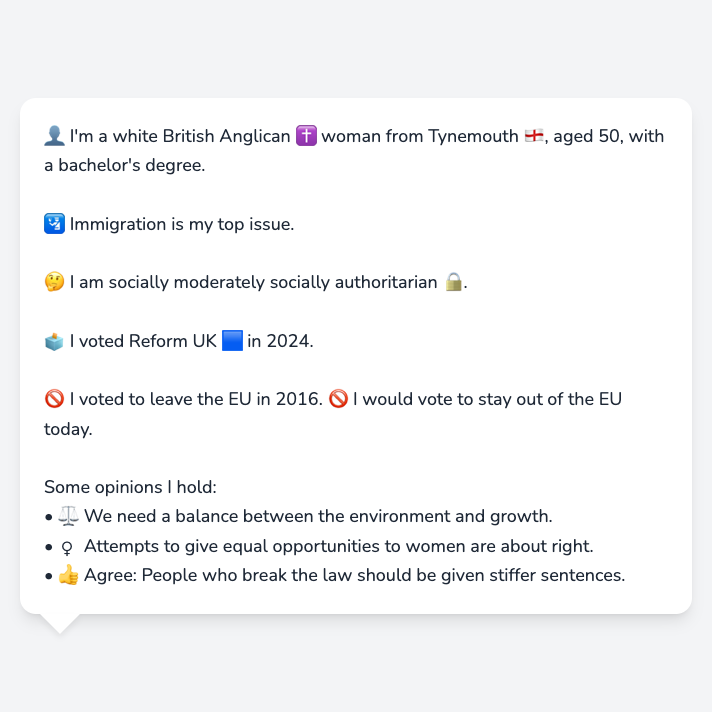 👤 I'm a white British Anglican ✝️ woman from Tynemouth 🏴󠁧󠁢󠁥󠁮󠁧󠁿, aged 50, with
a bachelor's degree.
🛂 Immigration is my top issue.
🤔 I am socially moderately socially authoritarian 🔒.
🗳️ I voted Reform UK 🟦 in 2024.
🚫 I voted to leave the EU in 2016. 🚫 I would vote to stay out of the EU
today.
Some opinions I hold:
• ⚖️ We need a balance between the environment and growth.
• ♀ Attempts to give equal opportunities to women are about right.
• 👍 Agree: People who break the law should be given stiffer sentences.